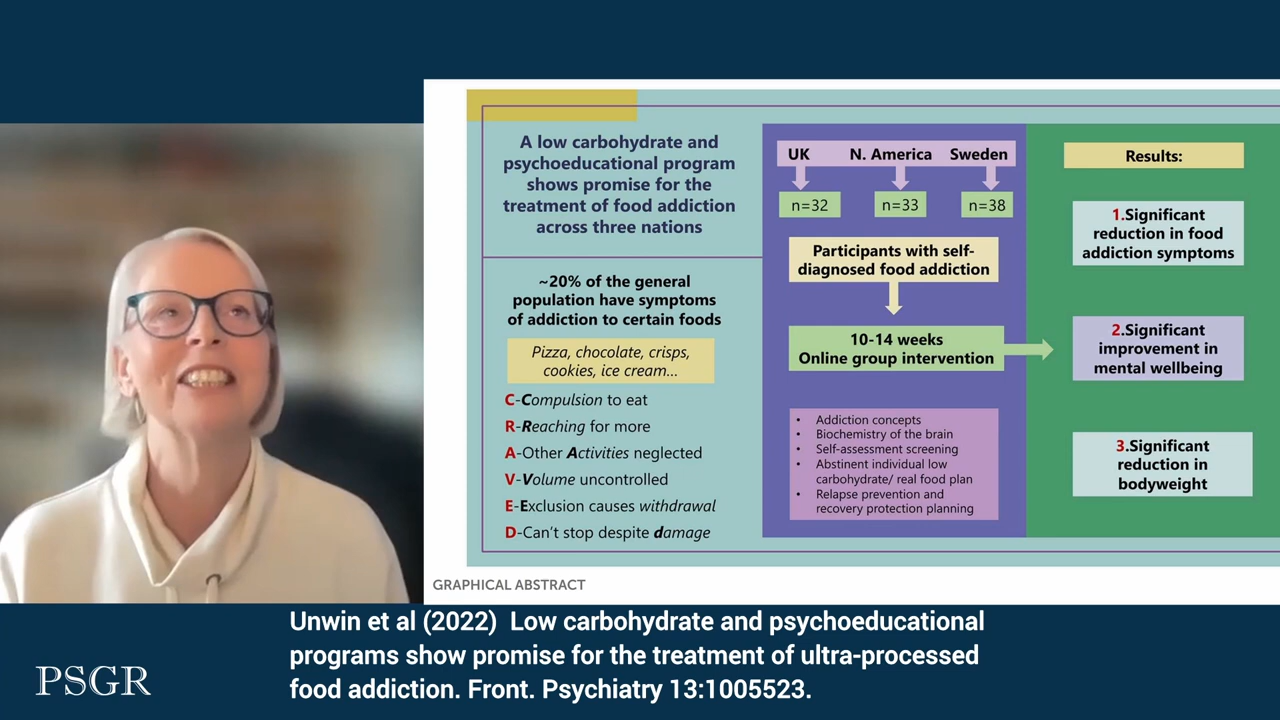 A low carbohydrate and
psychoeducational program
shows promise for the
treatment of food addiction
across three nations
~20% of the general
population have symptoms
of addiction to certain foods
Pizza, chocolate, crisps,
cookies, ice cream...
C-Compulsion to eat
R-Reaching for more
A-Other Activities neglected
V-Volume uncontrolled
E-Exclusion causes withdrawal
D-Can't stop despite damage
UK N. America Sweden
n=32 n=33 n=38
Participants with self-
diagnosed food addiction
10-14 weeks
Online group intervention
• Addiction concepts
• Biochemistry of the brain
• Self-assessment screening
• Abstinent individual low
carbohydrate/ real food plan
• Relapse prevention and
recovery protection planning
Results:
1.Significant
reduction in food
addiction symptoms
2.Significant
improvement in
mental wellbeing
3.Significant
reduction in
bodyweight
GRAPHICAL ABSTRACT
Unwin et al (2022) Low carbohydrate and psychoeducational
programs show promise for the treatment of ultra-processed
food addiction. Front. Psychiatry 13:1005523.
PSGR